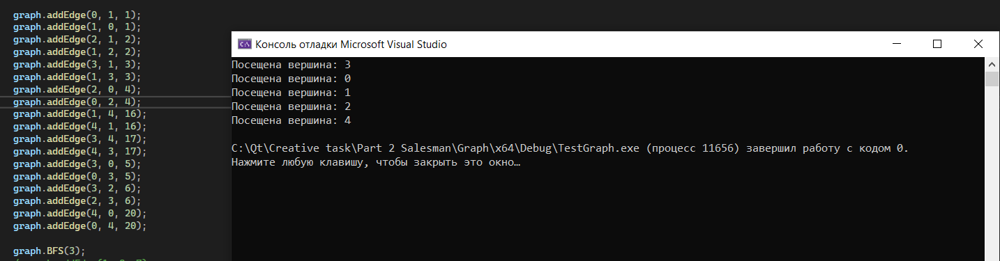 graph.addEdge(0, 1, 1);
graph.addEdge(1, 0, 1);
graph.addEdge(2, 1, 2);
graph.addEdge(1, 2, 2);
graph.addEdge(3, 1, 3);
graph.addEdge(1, 3, 3);
graph.addEdge(2, 0, 4);
graph.addEdge(0, 2, 4);
graph.addEdge(1, 4, 16);
graph.addEdge(4, 1, 16);
graph.addEdge(3, 4, 17);
graph.addEdge(4, 3, 17);
graph.addEdge(3, 0, 5);
graph.addEdge(0, 3, 5);
graph.addEdge(3, 2, 6);
graph.addEdge(2, 3, 6);
graph.addEdge(4, 0, 20);
graph.addEdge(0, 4, 20);
graph.BFS(3);
C:\
Консоль отладки Microsoft Visual Studio
Посещена вершина: 3
Посещена вершина: 0
Посещена вершина: 1
Посещена вершина: 2
Посещена вершина: 4
C:\Qt\Creative task\Part 2 Salesman\Graph\x64\Debug\TestGraph.exe (процесс 11656) завершил работу с кодом 0.
Нажмите любую клавишу, чтобы закрыть это окно…